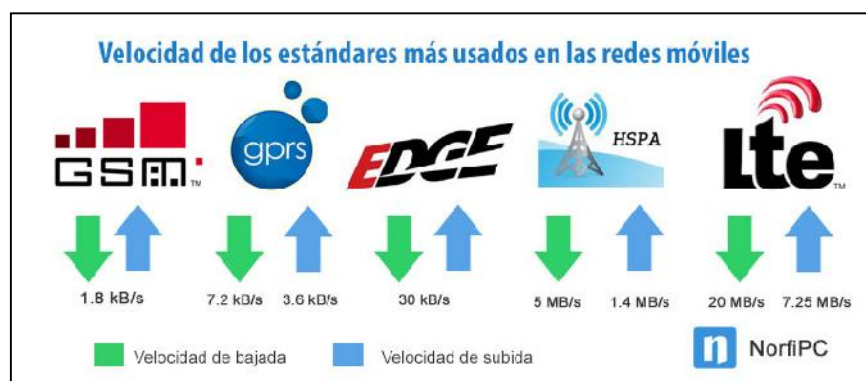 Velocidad de los estándares más usados en las redes móviles
GSM TM
gprs
EDGE
HSPA
Lte TM
1.8 kB/s
7.2 kB/s 3.6 kB/s
30 kB/s
5 MB/s 1.4 MB/s
20 MB/s 7.25 MB/s
Velocidad de bajada
Velocidad de subida
n NorfiPC